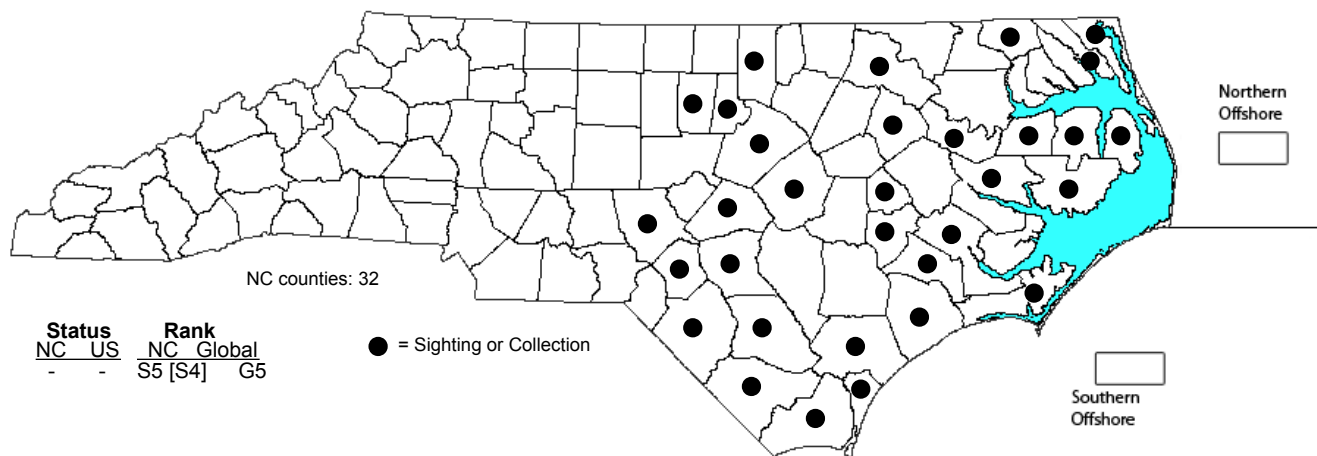 Northern
Offshore
NC counties: 32
Status Rank
NC US NC Global
- - S5 [S4] G5
= Sighting or Collection
Southern
Offshore